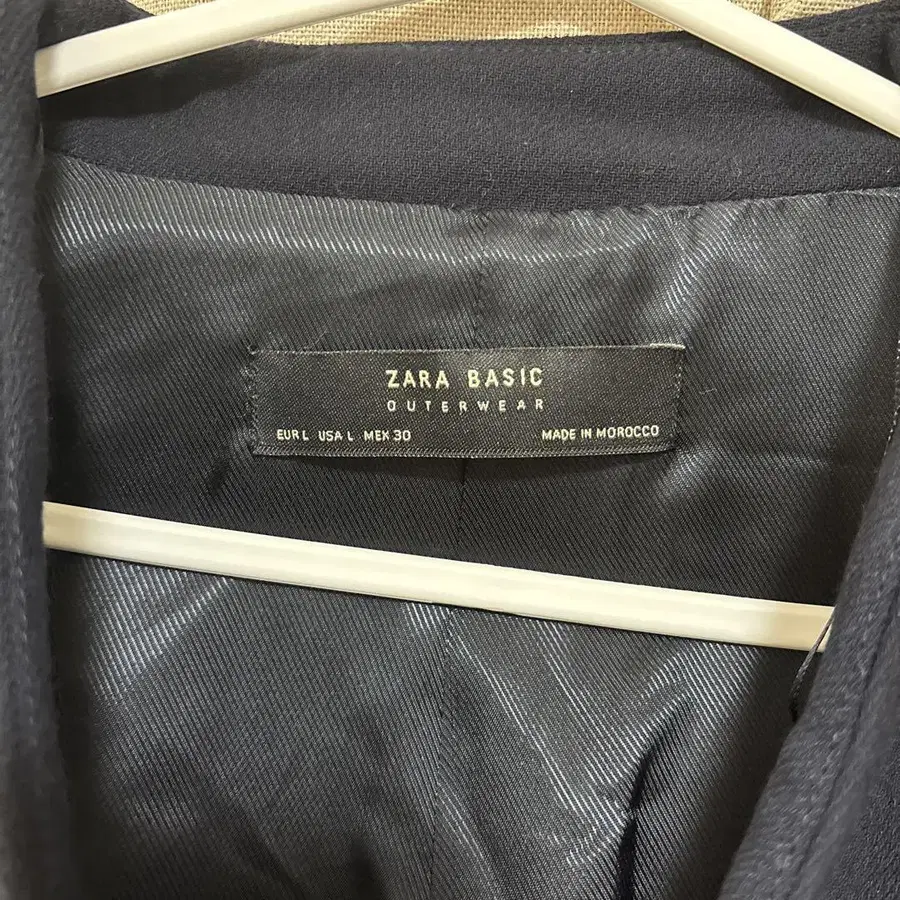 ZARA BASIC
OUTERWEAR
EUR L USA L MEX 30 MADE IN MOROCCO